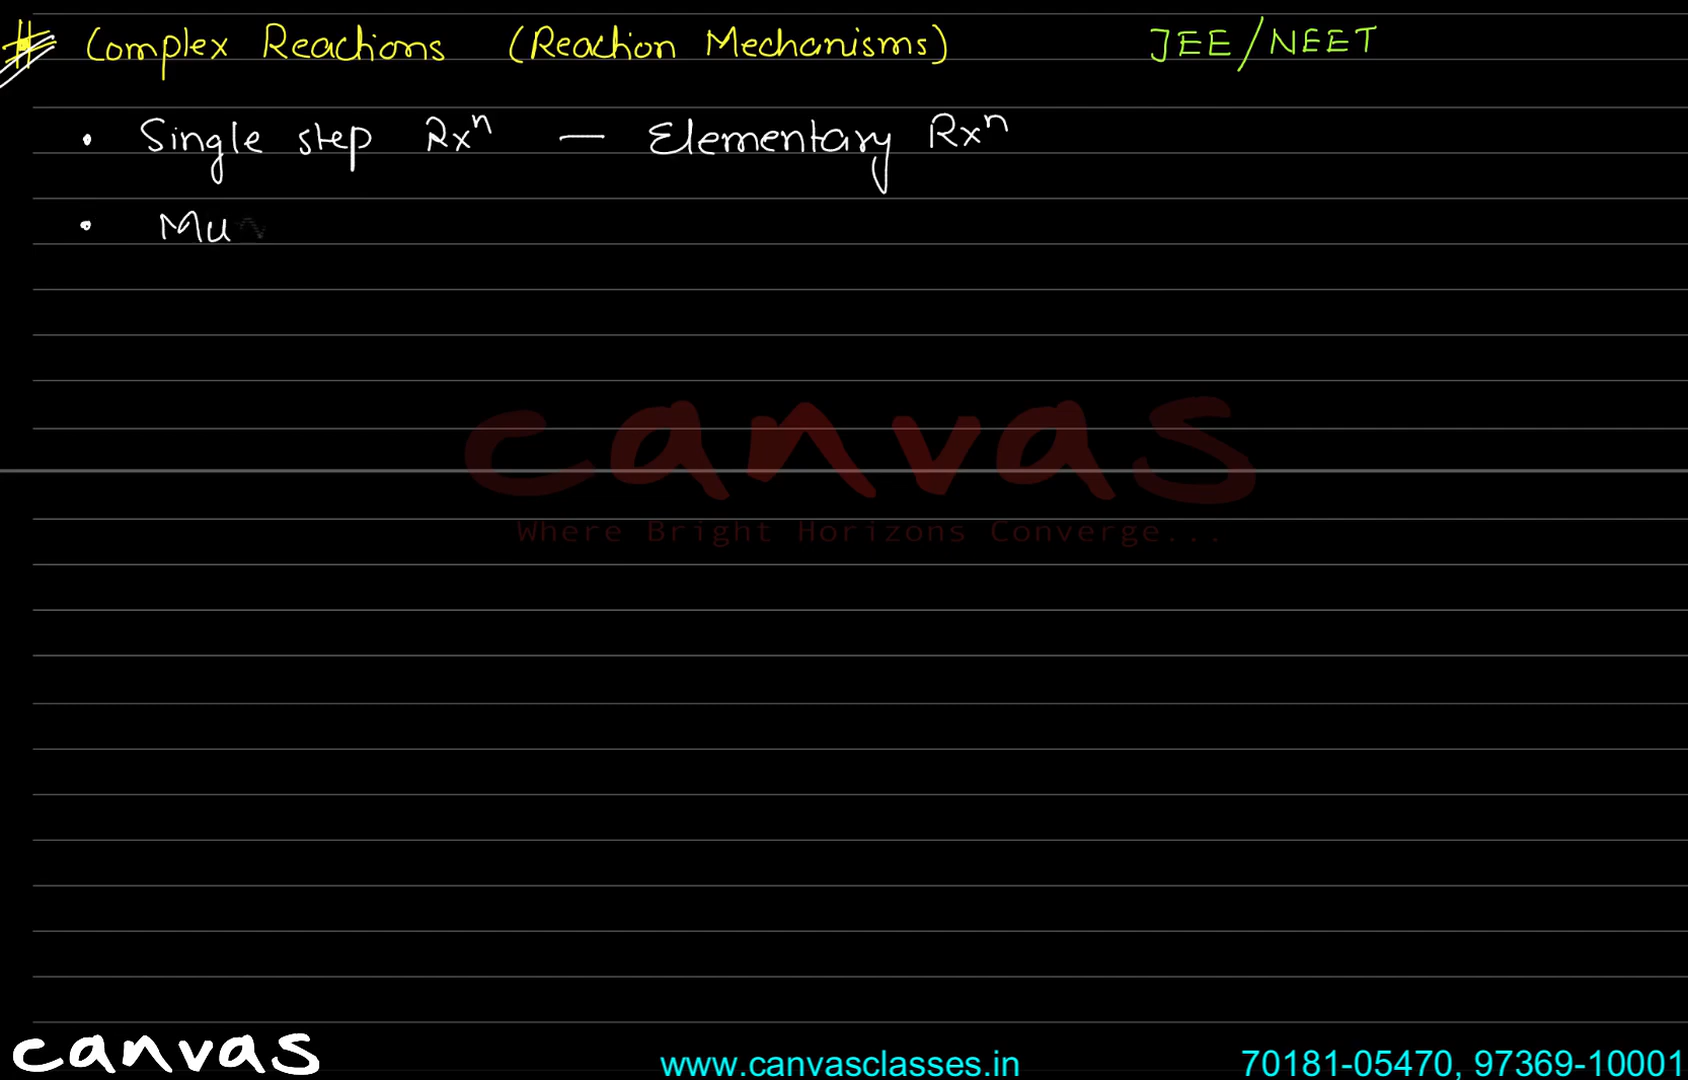 # Complex Reactions (Reaction Mechanisms) JEE/NEET
• Single step Rxⁿ — Elementary Rxⁿ
• Mu
canvas
Where Bright Horizons Converge...
canvas www.canvasclasses.in 70181-05470, 97369-10001